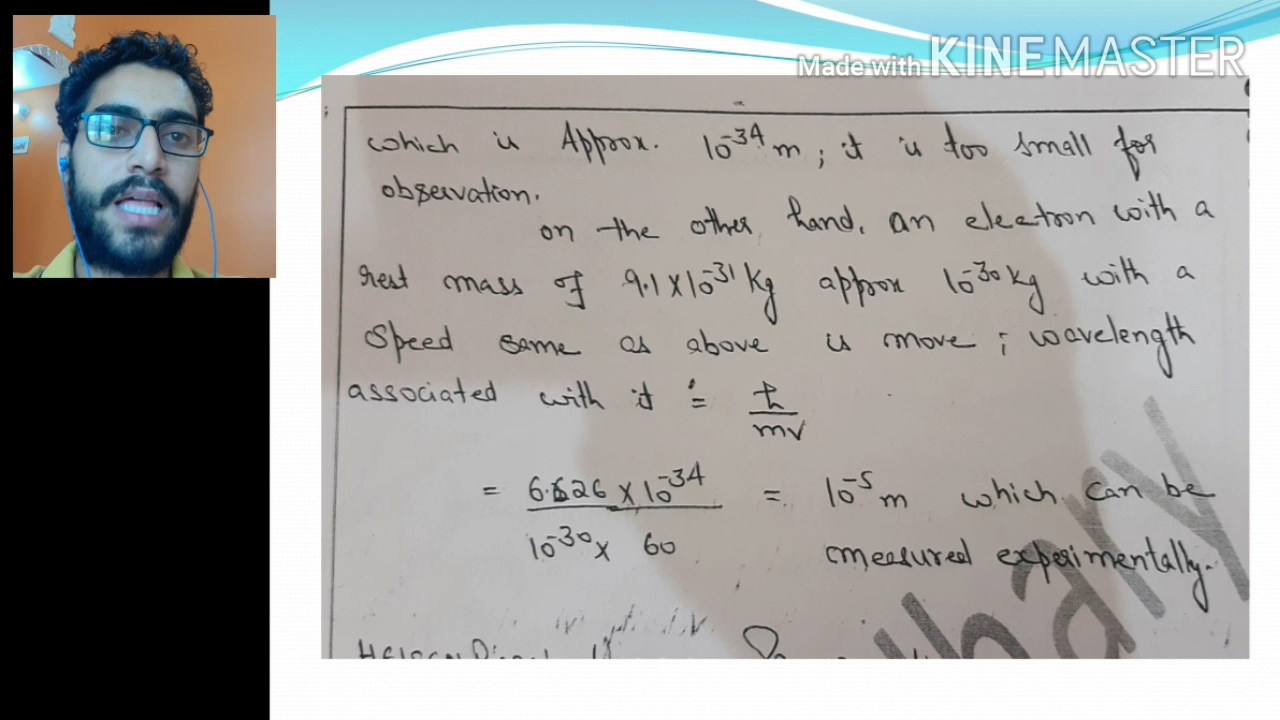 Made with KINEMASTER
which is Approx. 10⁻³⁴ m ; it is too small for
observation.
on the other hand, an electron with a
rest mass of 9.1 X 10⁻³¹ Kg approx 10⁻³⁰ kg with a
speed same as above is move ; wavelength
associated with it = h/mv
= 6.626 X 10⁻³⁴ / 10⁻³⁰ X 60 = 10⁻⁵ m which can be
measured experimentally.